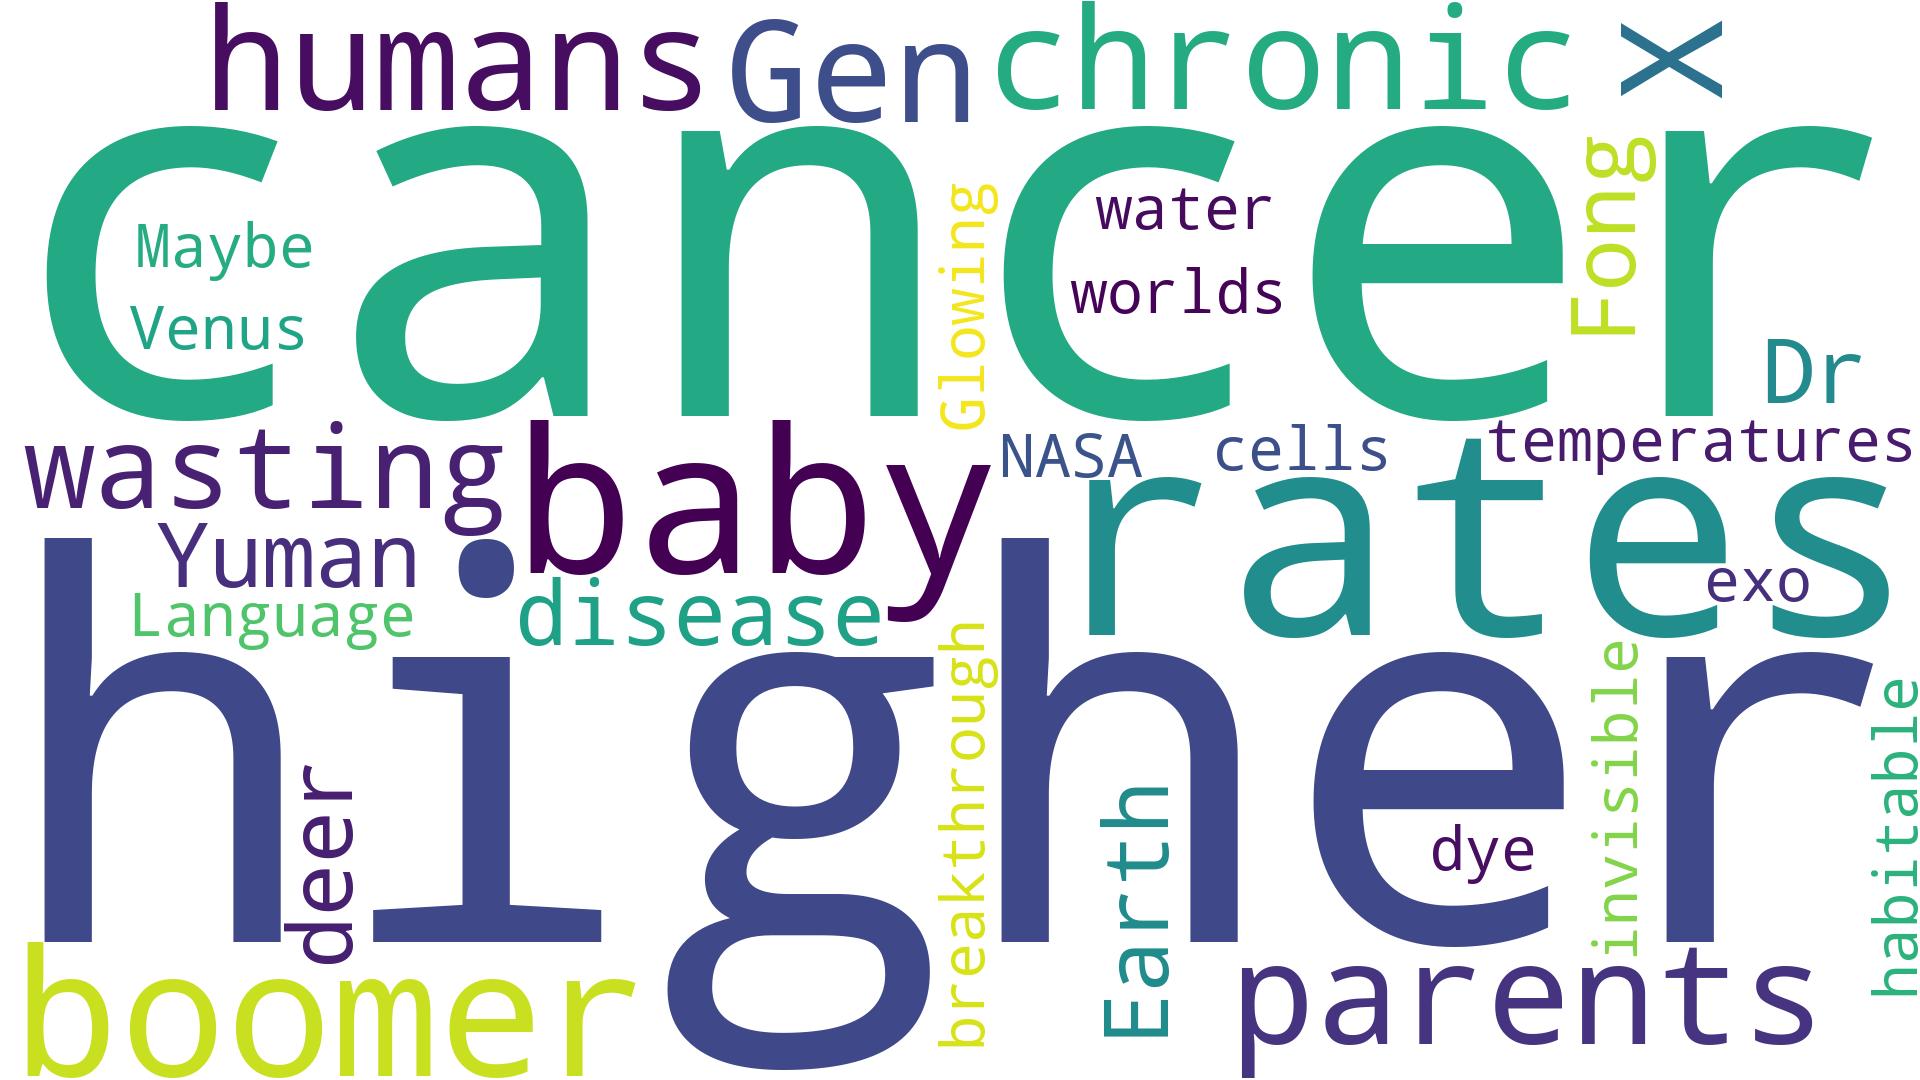 humans
Gen
chronic
X
cancer
Fong
Maybe
Venus
Glowing
water
worlds
Dr
wasting
baby
NASA
cells
temperatures
rates
Yuman
exo
Language
disease
higher
breakthrough
invisible
habitable
deer
Earth
dye
boomer
parents